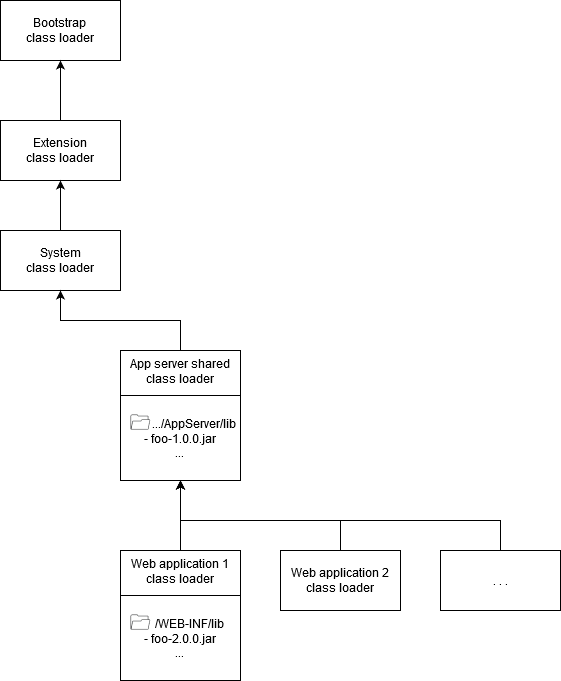 Bootstrap
class loader
Extension
class loader
System
class loader
App server shared
class loader
.../AppServer/lib
- foo-1.0.0.jar
...
Web application 1
class loader
/WEB-INF/lib
- foo-2.0.0.jar
...
Web application 2
class loader
. . .